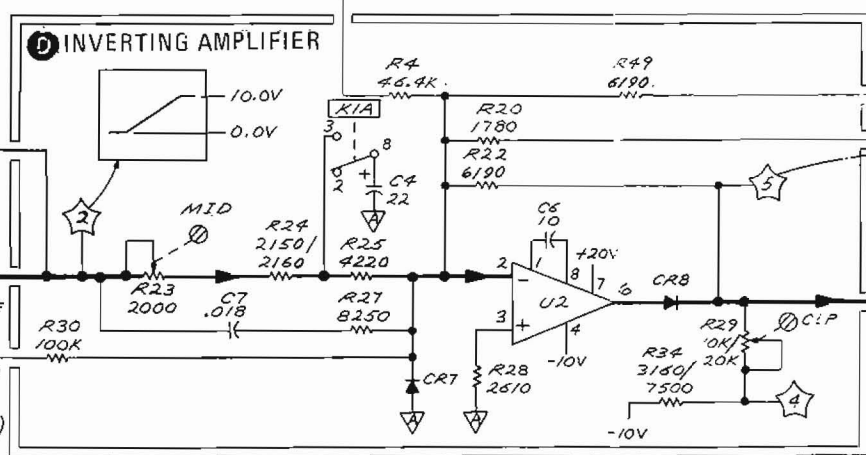 D INVERTING AMPLIFIER
10.0V
0.0V
2
MID
R23
2000
R24
2150/
2160
C7
.018
R25
4220
R27
8250
R30
100K
K1A
3
8
2
+
C4
22
A
R4
46.4K
R49
6190
R20
1780
R22
6190
5
C6
10
2
-
1
8
+20V
7
U2
6
3
+
4
-10V
CR8
CR7
A
R28
2610
A
R29
10K/
20K
CLP
R34
3160/
7500
-10V
4